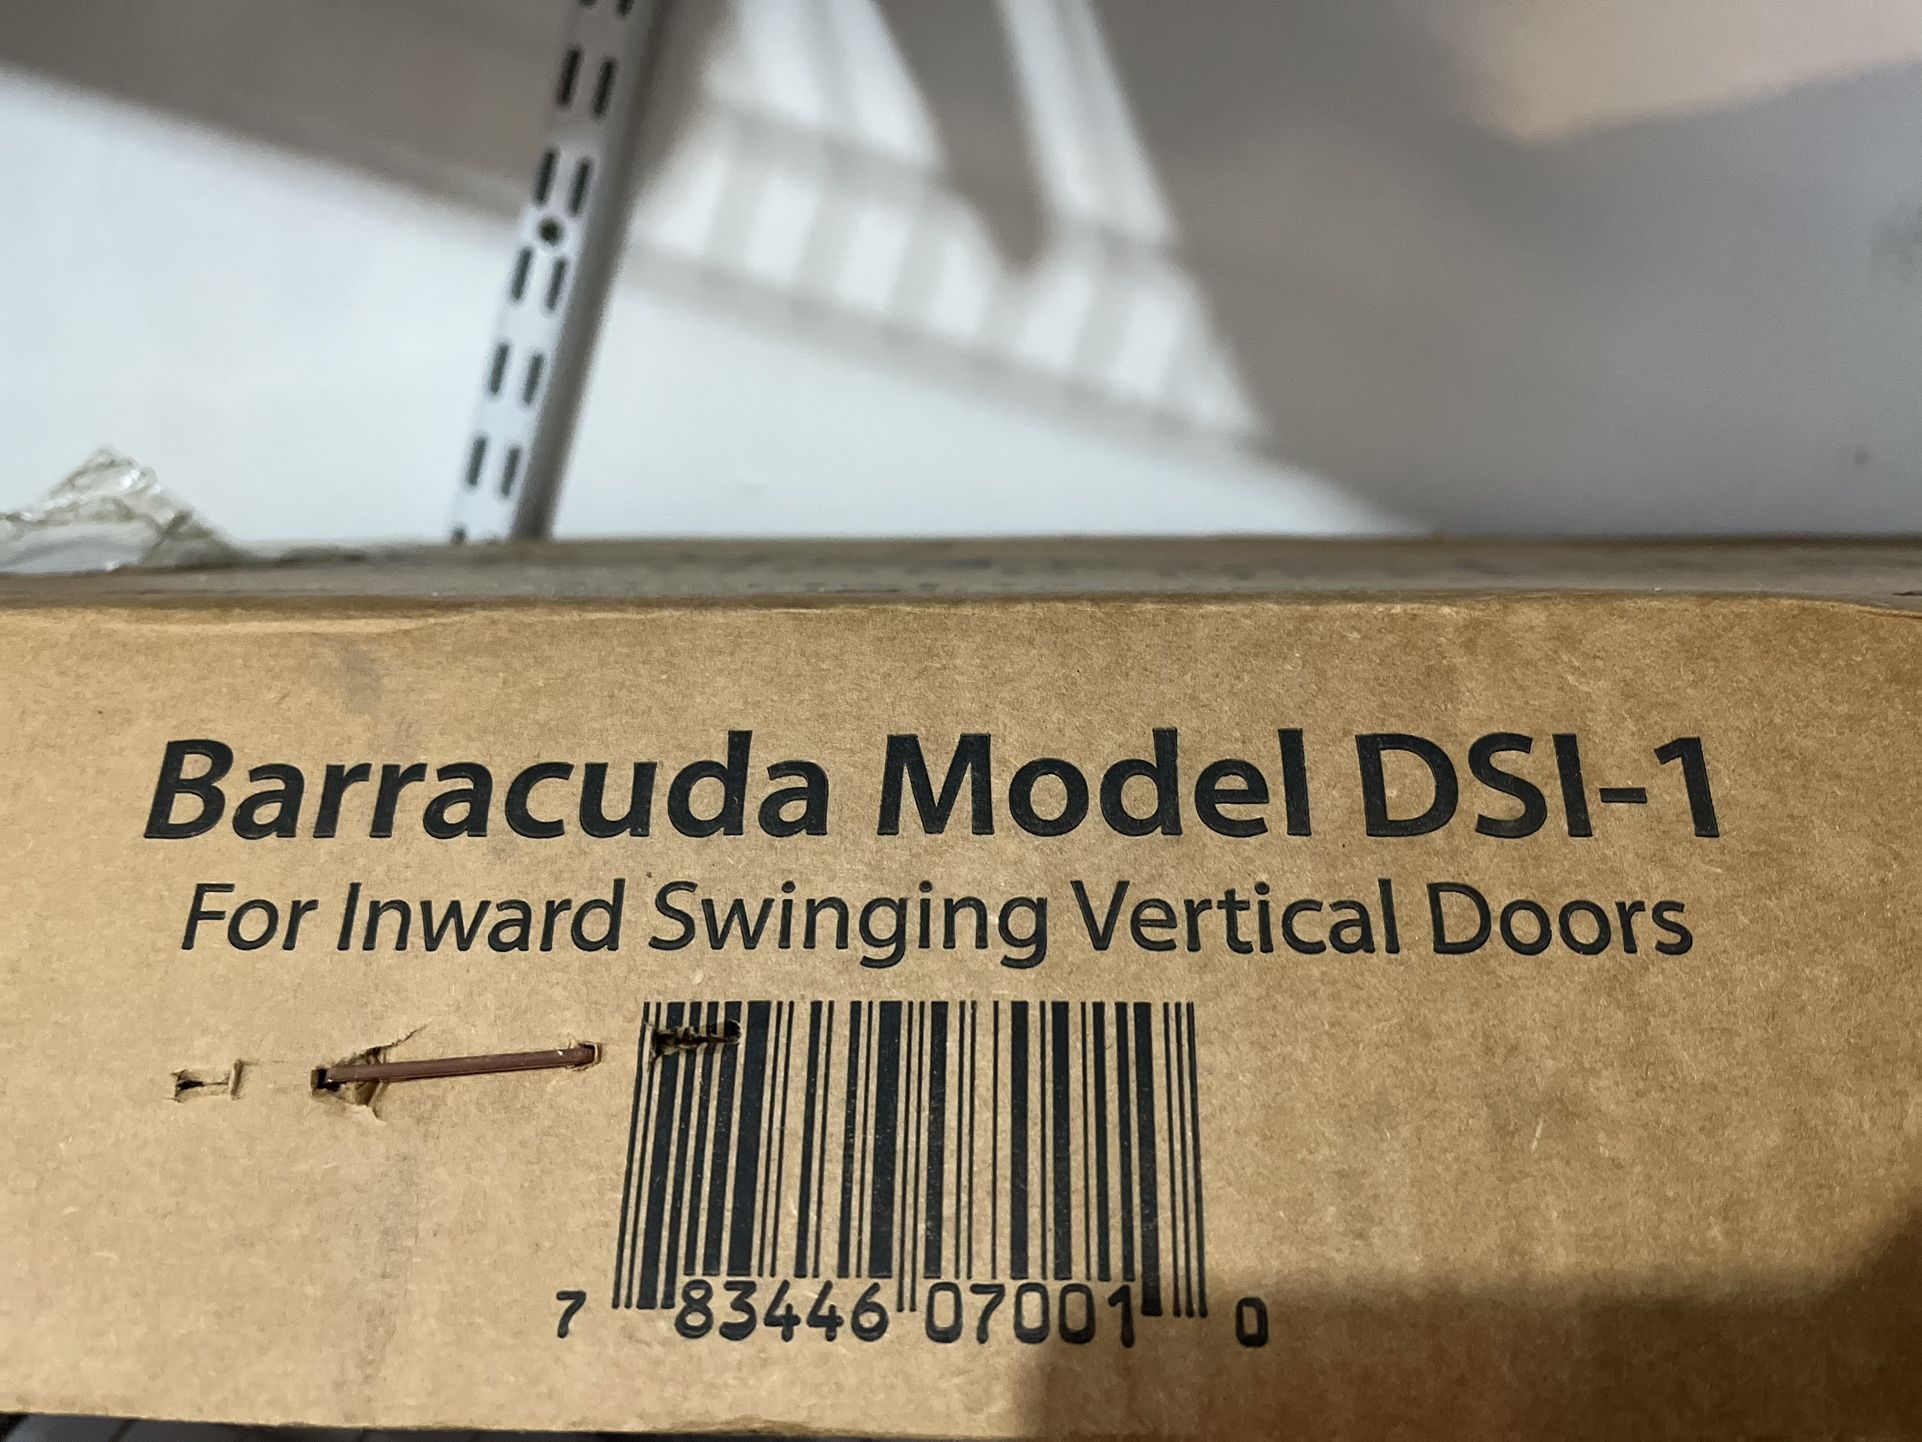 Barracuda Model DSI-1
For Inward Swinging Vertical Doors
7 83446 07001 0